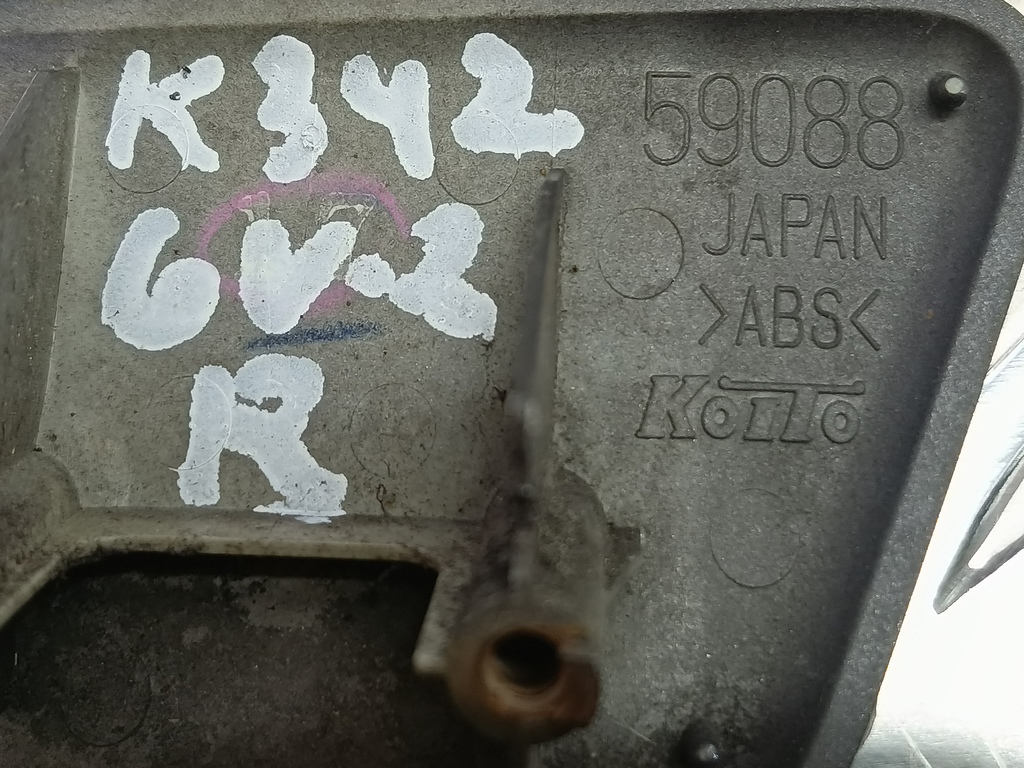 K342
6V-2
R
59088
JAPAN
>ABS<
KOITO